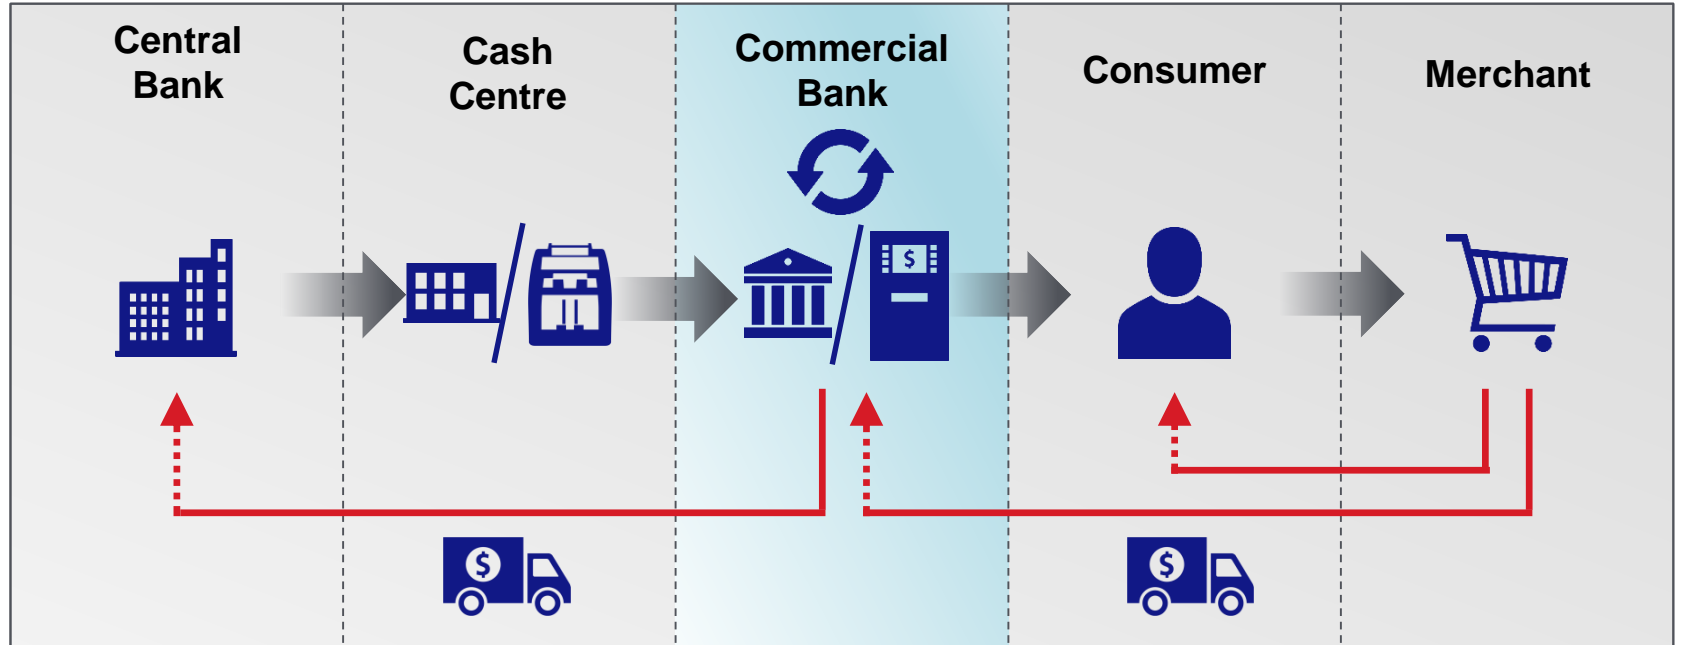 Central
Bank
Cash
Centre
Commercial
Bank
Consumer
Merchant
$
$
$